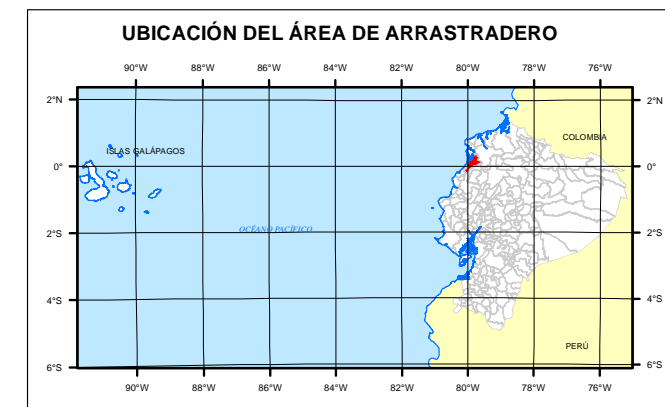 UBICACIÓN DEL ÁREA DE ARRASTRADERO
90°W 88°W 86°W 84°W 82°W 80°W 78°W 76°W
2°N 2°N
COLOMBIA
ISLAS GALÁPAGOS
0° 0°
OCÉANO PACÍFICO
2°S 2°S
4°S 4°S
PERÚ
6°S 6°S
90°W 88°W 86°W 84°W 82°W 80°W 78°W 76°W